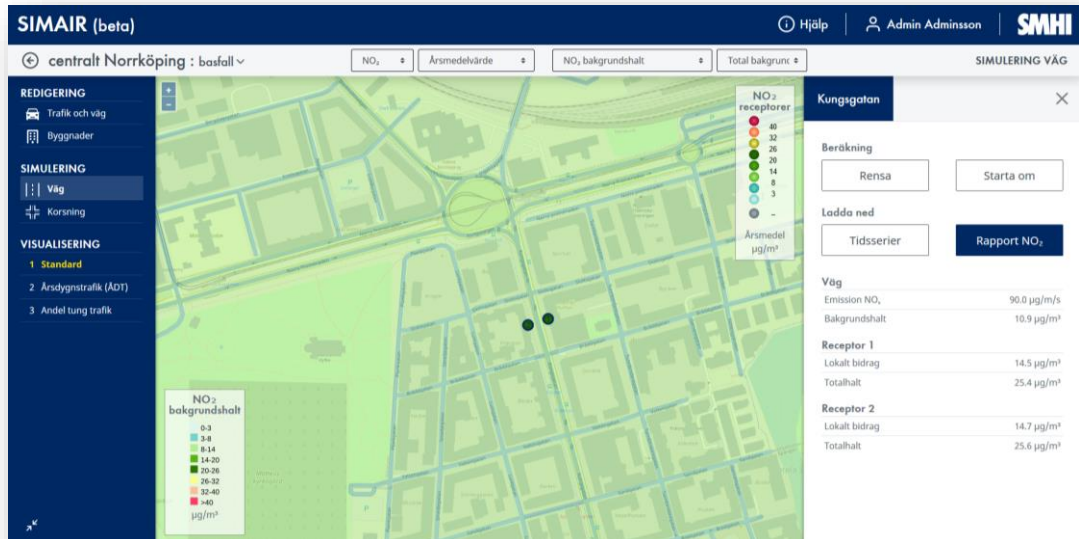 SIMAIR (beta)
Hjälp
Admin Adminsson
SMHI
centralt Norrköping : basfall
NO₂
Årsmedelvärde
NO₂ bakgrundshalt
Total bakgrunc
SIMULERING VÄG
REDIGERING
Trafik och väg
Byggnader
SIMULERING
Väg
Korsning
VISUALISERING
1 Standard
2 Årsdygnstrafik (ÅDT)
3 Andel tung trafik
+
−
NO₂
receptorer
40
32
26
20
14
8
3
–
Årsmedel
µg/m³
NO₂
bakgrundshalt
0-3
3-8
8-14
14-20
20-26
26-32
32-40
>40
µg/m³
Kungsgatan
Beräkning
Rensa
Starta om
Ladda ned
Tidsserier
Rapport NO₂
Väg
Emission NOₓ 90.0 µg/m/s
Bakgrundshalt 10.9 µg/m³
Receptor 1
Lokalt bidrag 14.5 µg/m³
Totalhalt 25.4 µg/m³
Receptor 2
Lokalt bidrag 14.7 µg/m³
Totalhalt 25.6 µg/m³